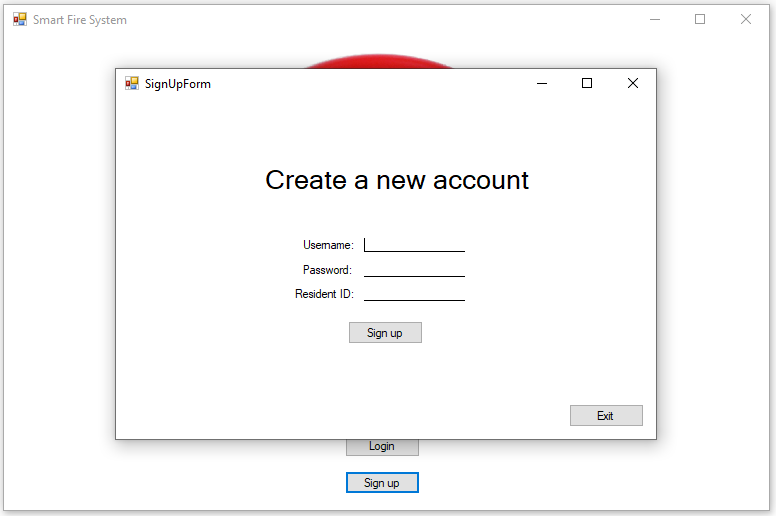 Smart Fire System
SignUpForm
Create a new account
Username:
Password:
Resident ID:
Sign up
Exit
Login
Sign up